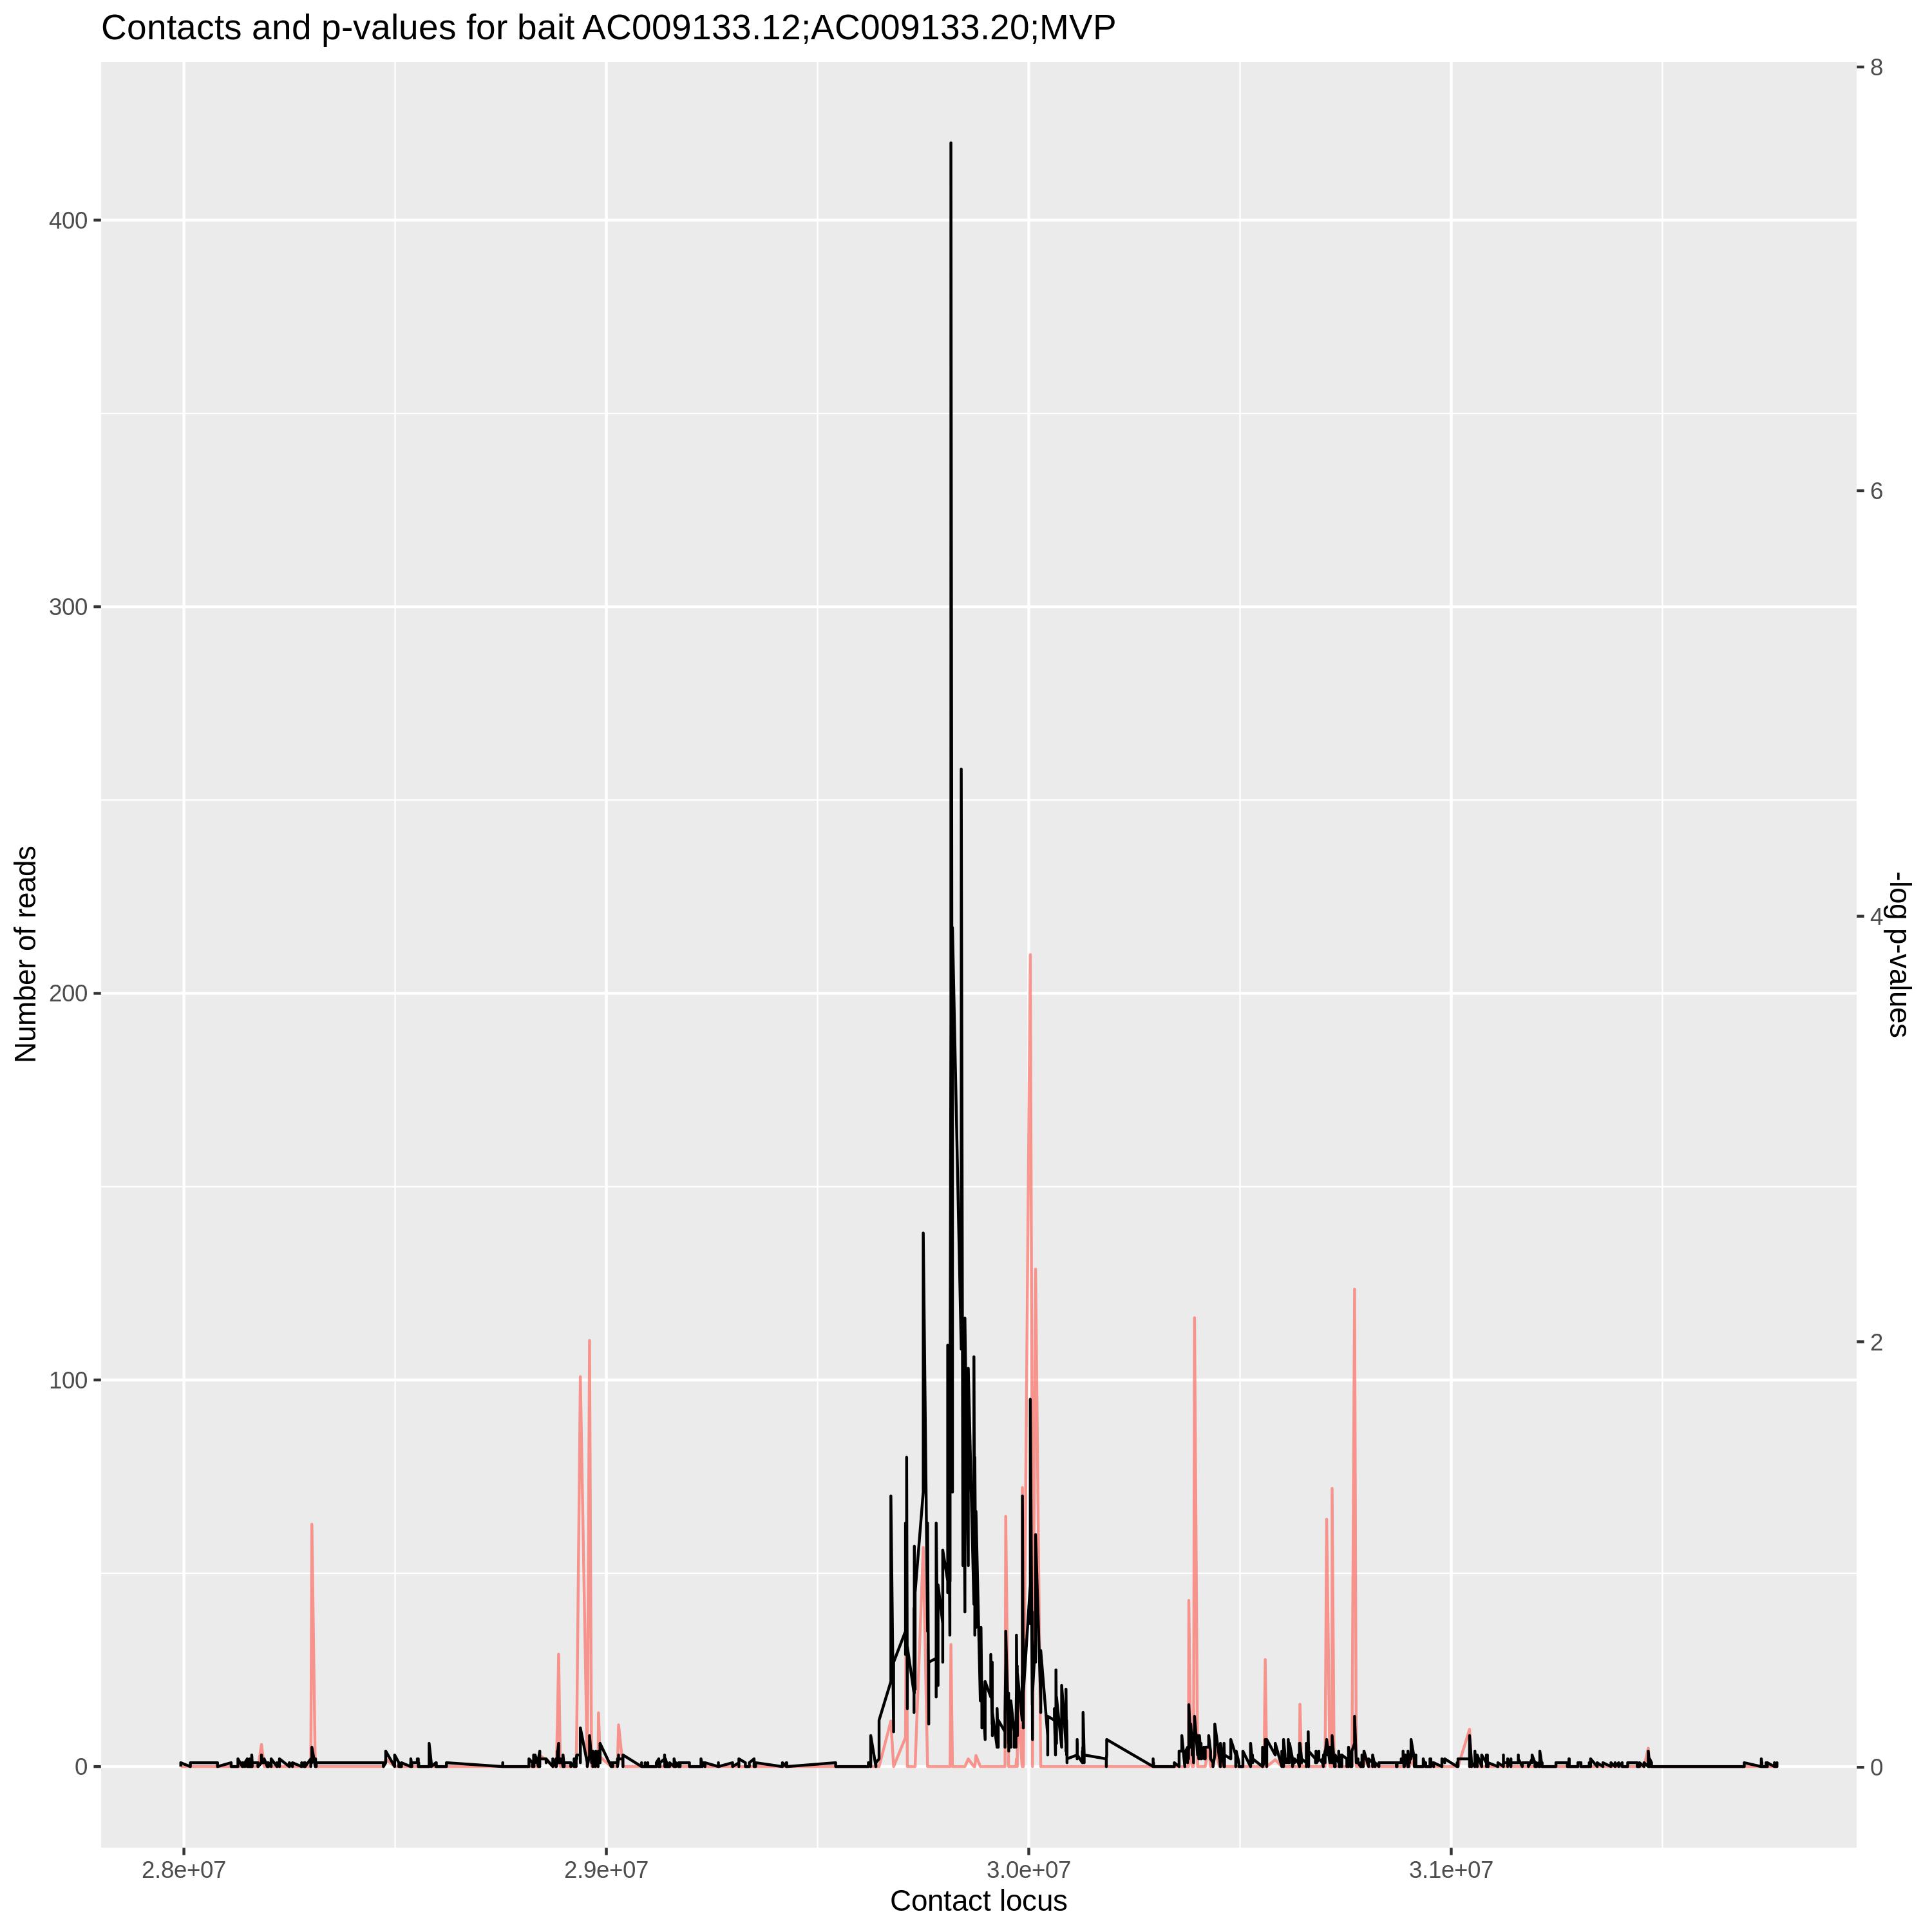 Contacts and p-values for bait AC009133.12;AC009133.20;MVP
8
400
6
300
Number of reads
-log p-values
4
200
2
100
0
0
2.8e+07
2.9e+07
3.0e+07
3.1e+07
Contact locus